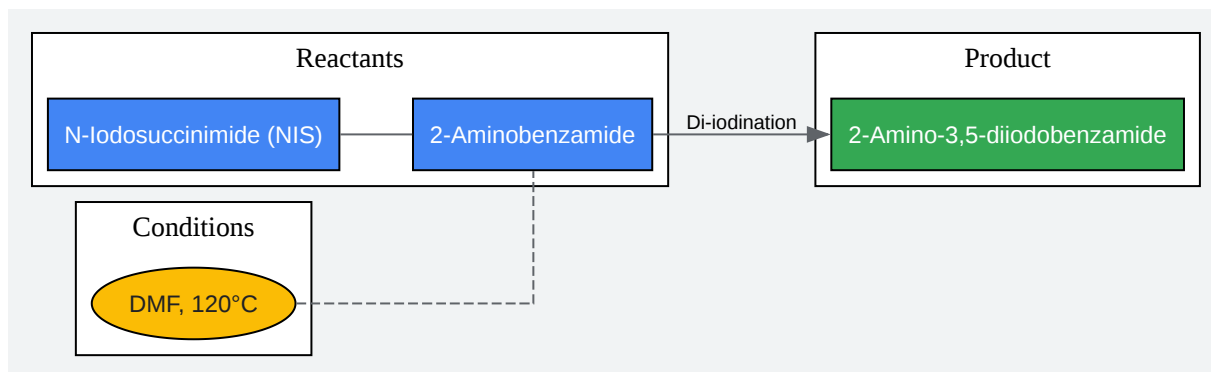 Reactants
N-Iodosuccinimide (NIS)
2-Aminobenzamide
Di-iodination
Product
2-Amino-3,5-diiodobenzamide
Conditions
DMF, 120°C